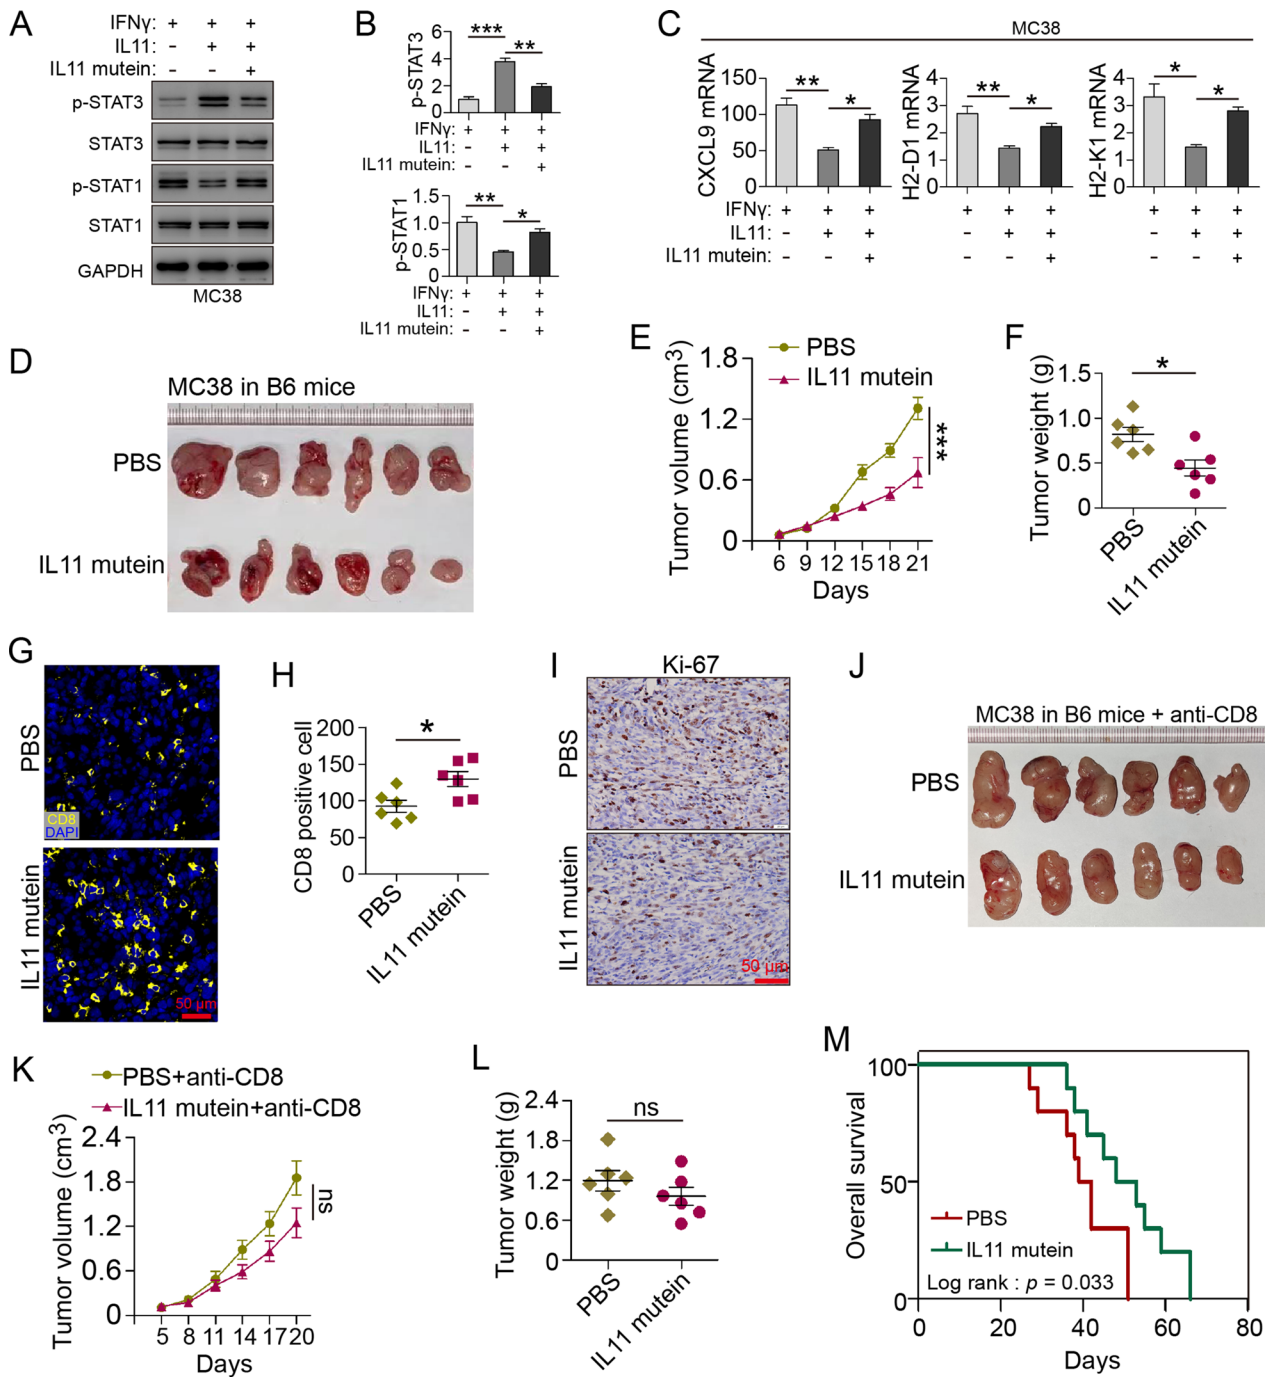 A
IFNγ: + + +
IL11: - + +
IL11 mutein: - - +
p-STAT3
STAT3
p-STAT1
STAT1
GAPDH
MC38
B
p-STAT3
6
4
2
0
***
**
IFNγ: + + +
IL11: - + +
IL11 mutein: - - +
p-STAT1
1.5
1.0
0.5
0
**
*
IFNγ: + + +
IL11: - + +
IL11 mutein: - - +
C
MC38
CXCL9 mRNA
150
100
50
0
**
*
H2-D1 mRNA
4
3
2
1
0
**
*
H2-K1 mRNA
4
3
2
1
0
*
*
IFNγ: + + + + + + + + +
IL11: - + + - + + - + +
IL11 mutein: - - + - - + - - +
D
MC38 in B6 mice
PBS
IL11 mutein
E
PBS
IL11 mutein
Tumor volume (cm3)
1.8
1.2
0.6
0
***
6 9 12 15 18 21
Days
F
Tumor weight (g)
1.5
1.0
0.5
0
*
PBS
IL11 mutein
G
PBS
CD8
DAPI
IL11 mutein
50 μm
H
CD8 positive cell
200
150
100
50
0
*
PBS
IL11 mutein
I
Ki-67
PBS
IL11 mutein
50 μm
J
MC38 in B6 mice + anti-CD8
PBS
IL11 mutein
K
PBS+anti-CD8
IL11 mutein+anti-CD8
Tumor volume (cm3)
2.4
1.8
1.2
0.6
0
ns
5 8 11 14 17 20
Days
L
Tumor weight (g)
2.4
1.8
1.2
0.6
0
ns
PBS
IL11 mutein
M
Overall survival
100
50
0
PBS
IL11 mutein
Log rank : p = 0.033
0 20 40 60 80
Days